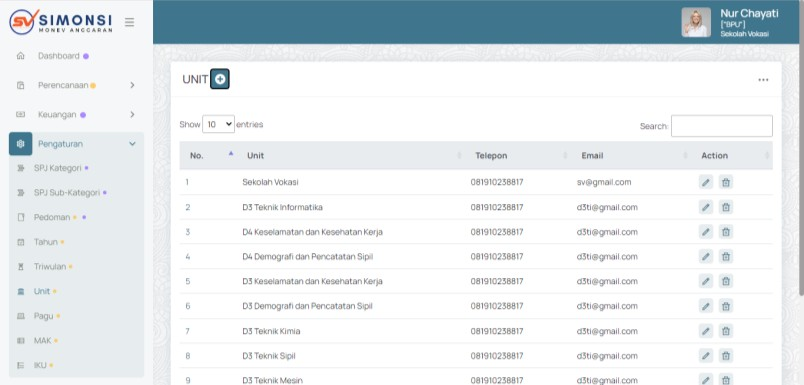 SV SIMONSI
MONEV ANGGARAN
Nur Chayati
["BPU"]
Sekolah Vokasi
Dashboard
Perencanaan
Keuangan
Pengaturan
SPJ Kategori
SPJ Sub-Kategori
Pedoman
Tahun
Triwulan
Unit
Pagu
MAK
IKU
UNIT
Show 10 entries
Search:
No. Unit Telepon Email Action
1 Sekolah Vokasi 081910238817 sv@gmail.com
2 D3 Teknik Informatika 081910238817 d3ti@gmail.com
3 D4 Keselamatan dan Kesehatan Kerja 081910238817 d3ti@gmail.com
4 D4 Demografi dan Pencatatan Sipil 081910238817 d3ti@gmail.com
5 D3 Keselamatan dan Kesehatan Kerja 081910238817 d3ti@gmail.com
6 D3 Demografi dan Pencatatan Sipil 081910238817 d3ti@gmail.com
7 D3 Teknik Kimia 081910238817 d3ti@gmail.com
8 D3 Teknik Sipil 081910238817 d3ti@gmail.com
9 D3 Teknik Mesin 081910238817 d3ti@gmail.com